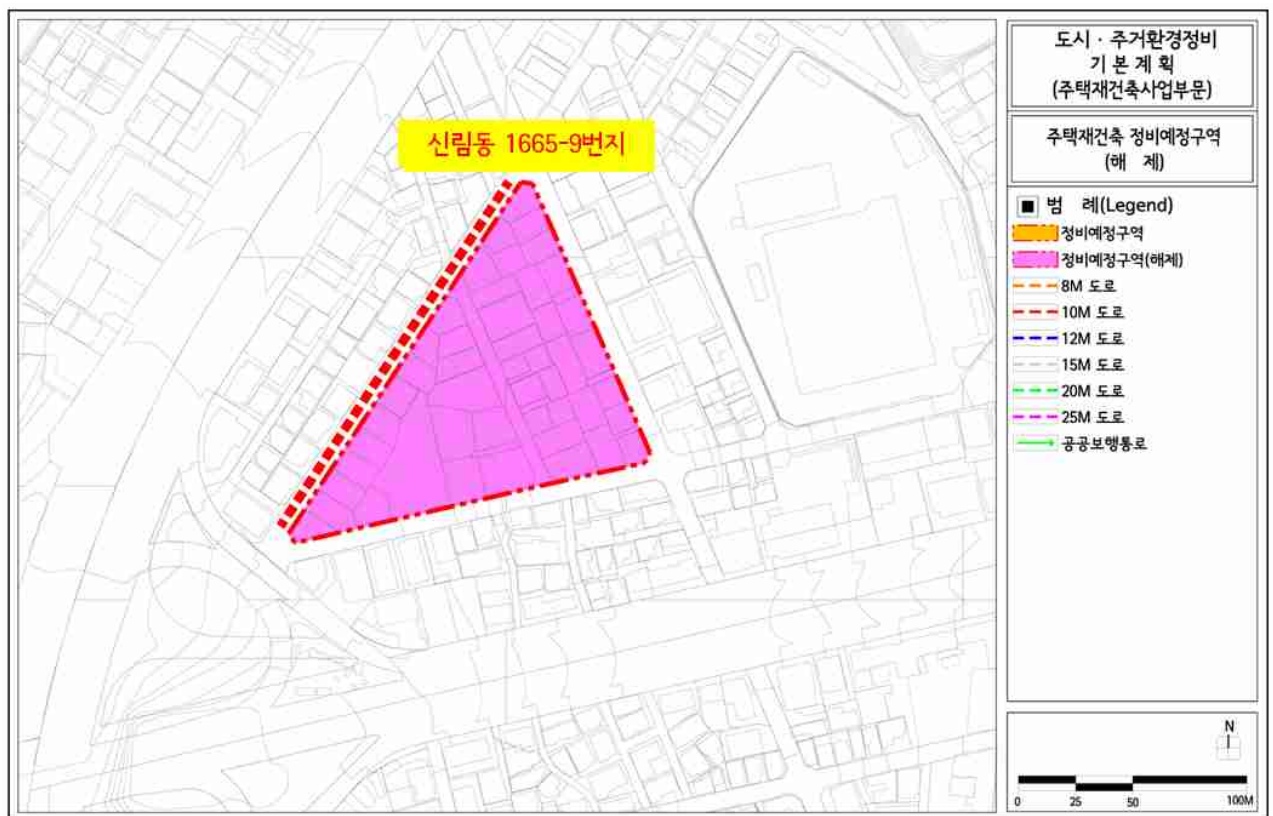 신림동 1665-9번지
도시 · 주거환경정비
기 본 계 획
(주택재건축사업부문)
주택재건축 정비예정구역
(해 제)
■ 범 례(Legend)
정비예정구역
정비예정구역(해제)
8M 도로
10M 도로
12M 도로
15M 도로
20M 도로
25M 도로
공공보행통로
N
0 25 50 100M